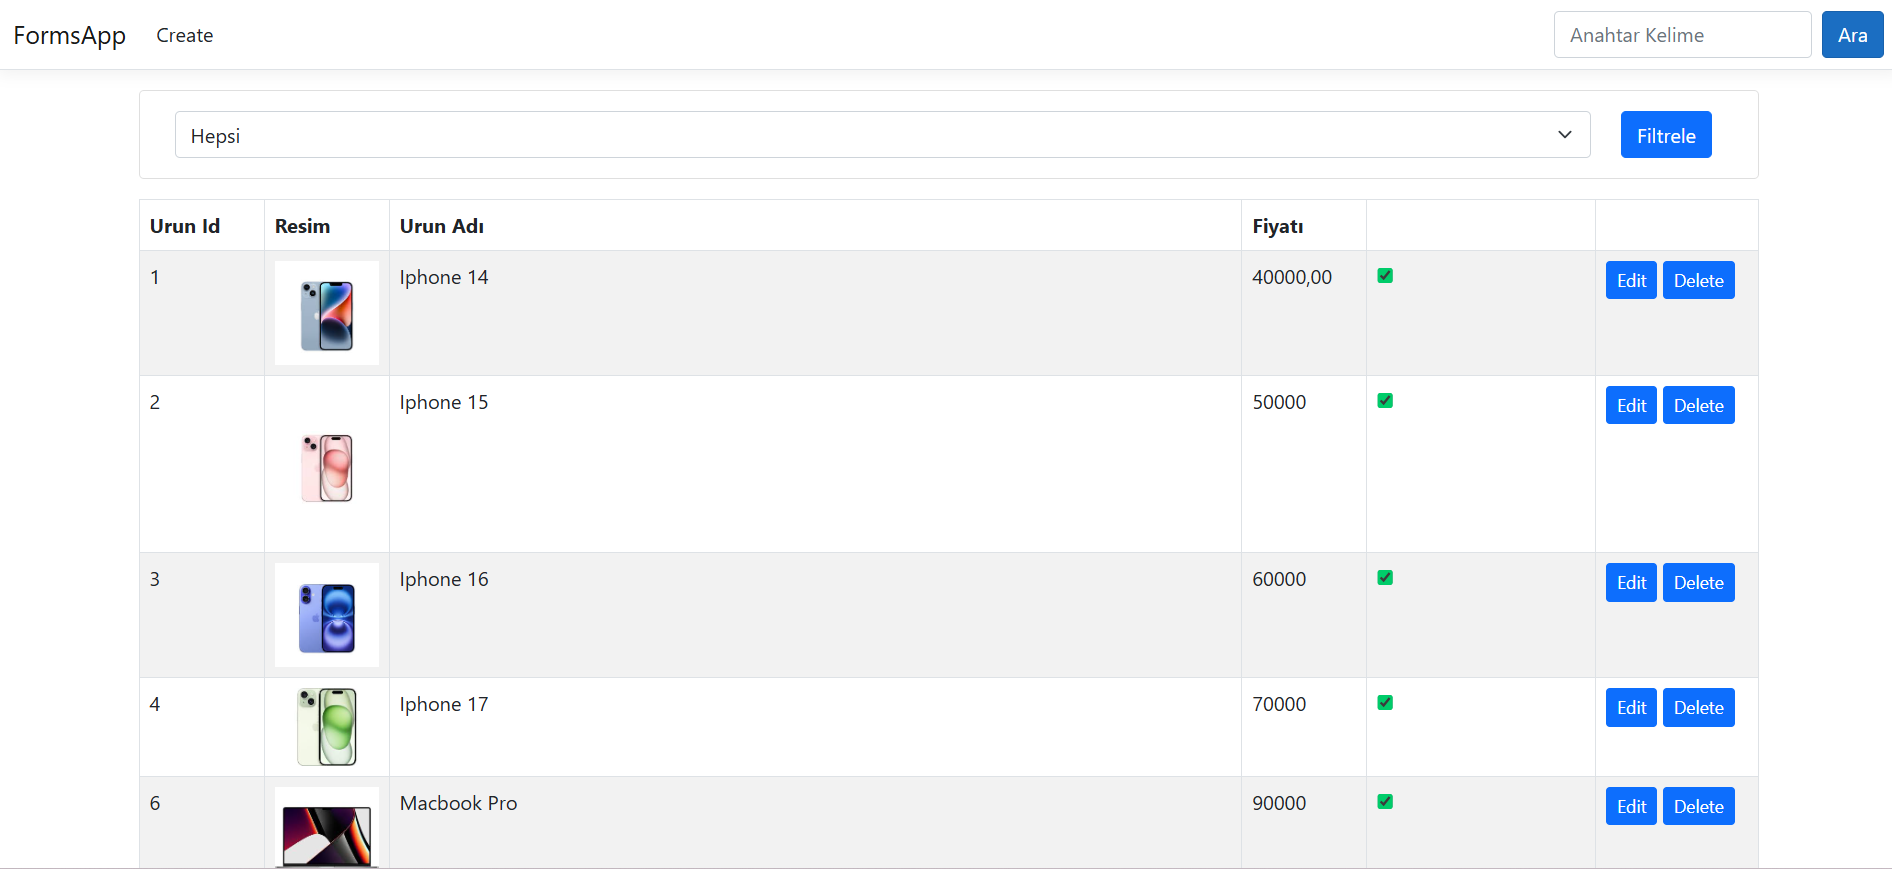 FormsApp Create Anahtar Kelime Ara
Hepsi Filtrele
Urun Id Resim Urun Adı Fiyatı
1 Iphone 14 40000,00 Edit Delete
2 Iphone 15 50000 Edit Delete
3 Iphone 16 60000 Edit Delete
4 Iphone 17 70000 Edit Delete
6 Macbook Pro 90000 Edit Delete